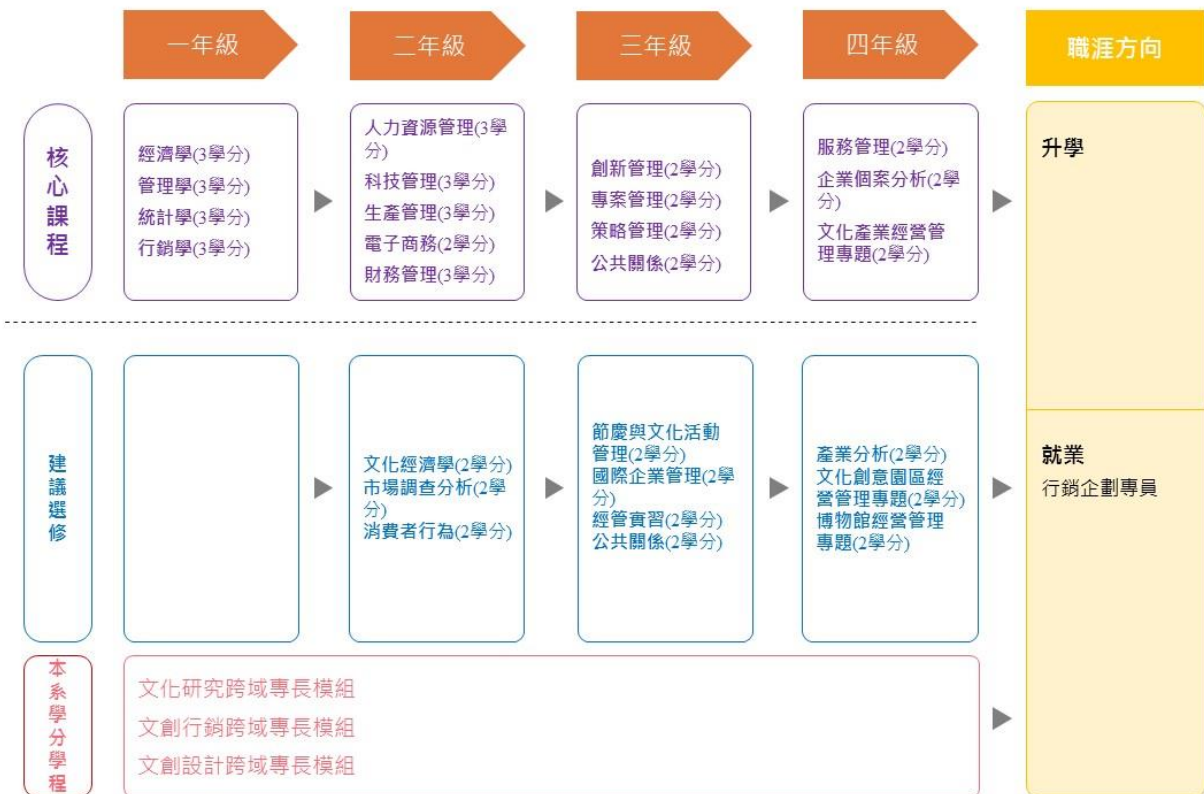 一年級
二年級
三年級
四年級
職涯方向
核心課程
經濟學(3學分)
管理學(3學分)
統計學(3學分)
行銷學(3學分)
人力資源管理(3學
分)
科技管理(3學分)
生產管理(3學分)
電子商務(2學分)
財務管理(3學分)
創新管理(2學分)
專案管理(2學分)
策略管理(2學分)
公共關係(2學分)
服務管理(2學分)
企業個案分析(2學
分)
文化產業經營管
理專題(2學分)
升學
建議選修
文化經濟學(2學分)
市場調查分析(2學
分)
消費者行為(2學分)
節慶與文化活動
管理(2學分)
國際企業管理(2學
分)
經管實習(2學分)
公共關係(2學分)
產業分析(2學分)
文化創意園區經
營管理專題(2學分)
博物館經營管理
專題(2學分)
就業
行銷企劃專員
本系學分學程
文化研究跨域專長模組
文創行銷跨域專長模組
文創設計跨域專長模組